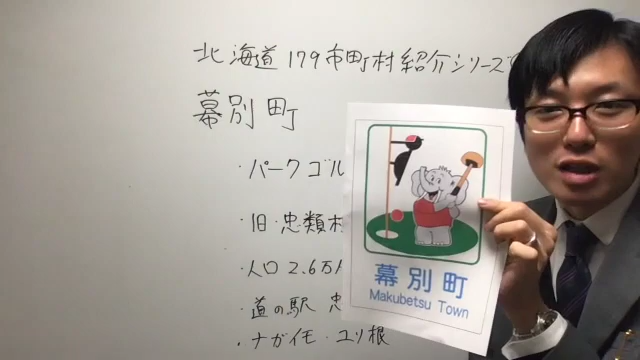 北海道179市町村紹介シリーズ
幕別町
・パークゴル
・旧・忠類村
・人口2.6万人
・道の駅 忠
・ナガイモ・ユリ根
幕別町
Makubetsu Town